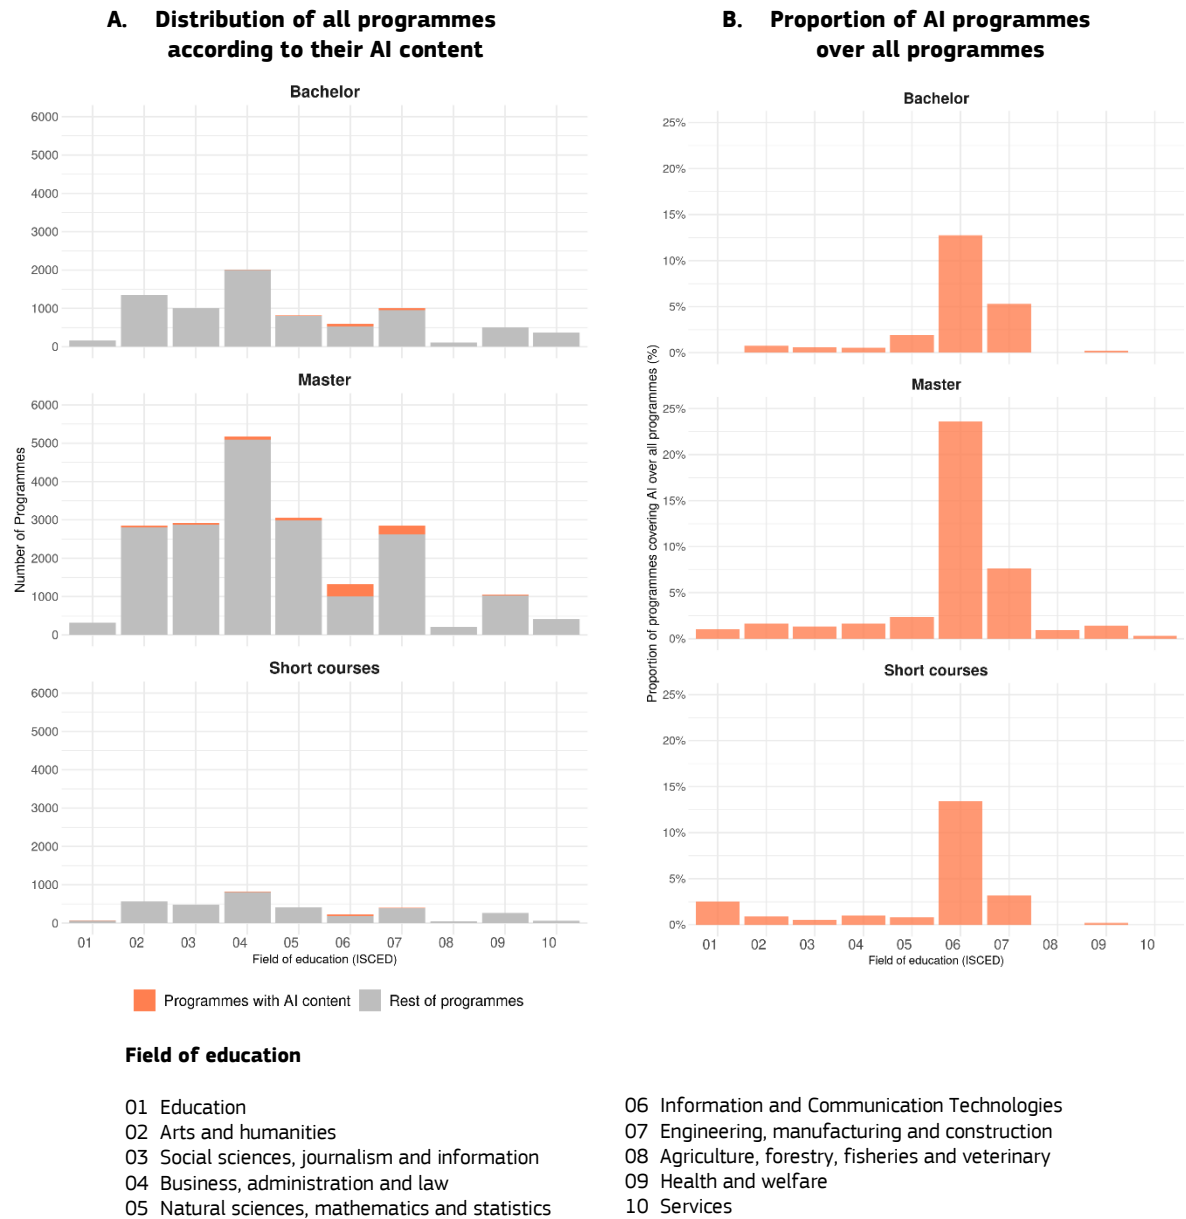 A. Distribution of all programmes
according to their AI content
Bachelor
6000
5000
4000
3000
2000
1000
0
Master
6000
5000
4000
3000
2000
1000
0
Short courses
6000
5000
4000
3000
2000
1000
0
Number of Programmes
01 02 03 04 05 06 07 08 09 10
Field of education (ISCED)
Programmes with AI content Rest of programmes
B. Proportion of AI programmes
over all programmes
Bachelor
25%
20%
15%
10%
5%
0%
Master
25%
20%
15%
10%
5%
0%
Short courses
25%
20%
15%
10%
5%
0%
Proportion of programmes covering AI over all programmes (%)
01 02 03 04 05 06 07 08 09 10
Field of education (ISCED)
Field of education
01 Education
02 Arts and humanities
03 Social sciences, journalism and information
04 Business, administration and law
05 Natural sciences, mathematics and statistics
06 Information and Communication Technologies
07 Engineering, manufacturing and construction
08 Agriculture, forestry, fisheries and veterinary
09 Health and welfare
10 Services